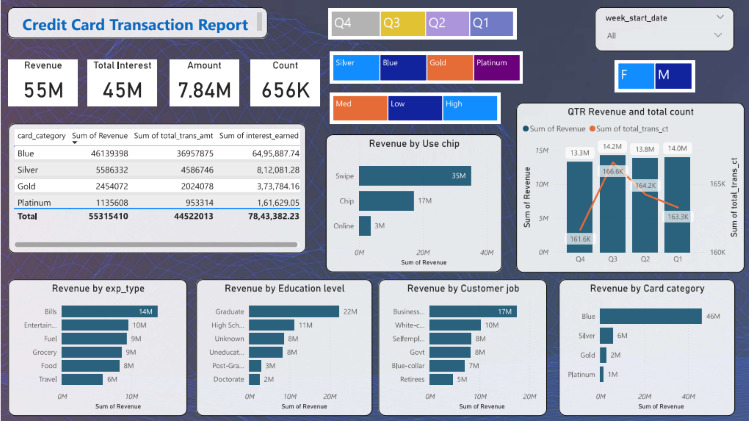 Credit Card Transaction Report
Q4 Q3 Q2 Q1
week_start_date
All
Revenue
55M
Total Interest
45M
Amount
7.84M
Count
656K
Silver Blue Gold Platinum
F M
Med Low High
card_category Sum of Revenue Sum of total_trans_amt Sum of interest_earned
Blue 46139398 36957875 64,95,887.74
Silver 5586332 4586746 8,12,081.28
Gold 2454072 2024078 3,73,784.16
Platinum 1135608 953314 1,61,629.05
Total 55315410 44522013 78,43,382.23
Revenue by Use chip
Swipe 35M
Chip 17M
Online 3M
0M 20M 40M
Sum of Revenue
QTR Revenue and total count
Sum of Revenue Sum of total_trans_ct
Sum of Revenue
15M
10M
5M
0M
13.3M 14.2M 13.8M 14.0M
161.6K 166.6K 164.2K 163.3K
Q4 Q3 Q2 Q1
165K
160K
Sum of total_trans_ct
Revenue by exp_type
Bills 14M
Entertain... 10M
Fuel 9M
Grocery 9M
Food 8M
Travel 6M
0M 10M
Sum of Revenue
Revenue by Education level
Graduate 22M
High Sch... 11M
Unknown 8M
Uneducat... 8M
Post-Gra... 3M
Doctorate 2M
0M 10M 20M
Sum of Revenue
Revenue by Customer job
Business... 17M
White-c... 10M
Selfempl... 8M
Govt 8M
Blue-collar 7M
Retirees 5M
0M 10M 20M
Sum of Revenue
Revenue by Card category
Blue 46M
Silver 6M
Gold 2M
Platinum 1M
0M 20M 40M
Sum of Revenue